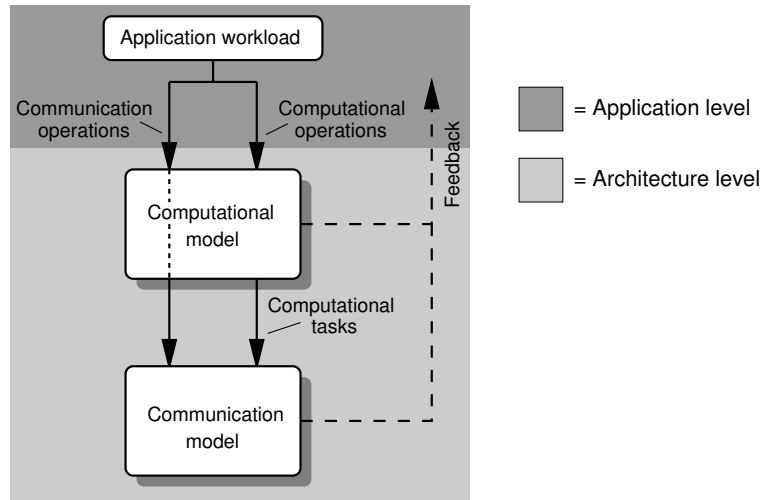 Application workload
Communication
operations
Computational
operations
Feedback
Computational
model
Computational
tasks
Communication
model
= Application level
= Architecture level